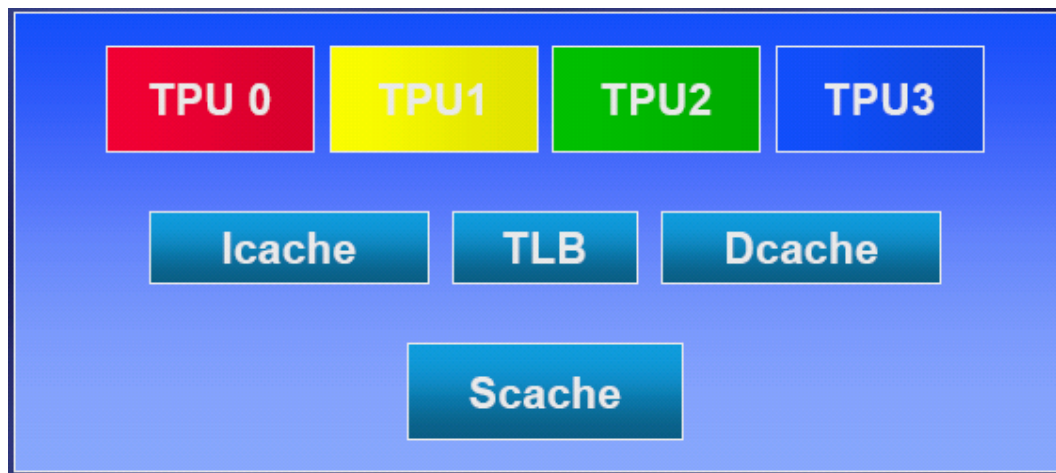 TPU 0 TPU1 TPU2 TPU3
Icache TLB Dcache
Scache